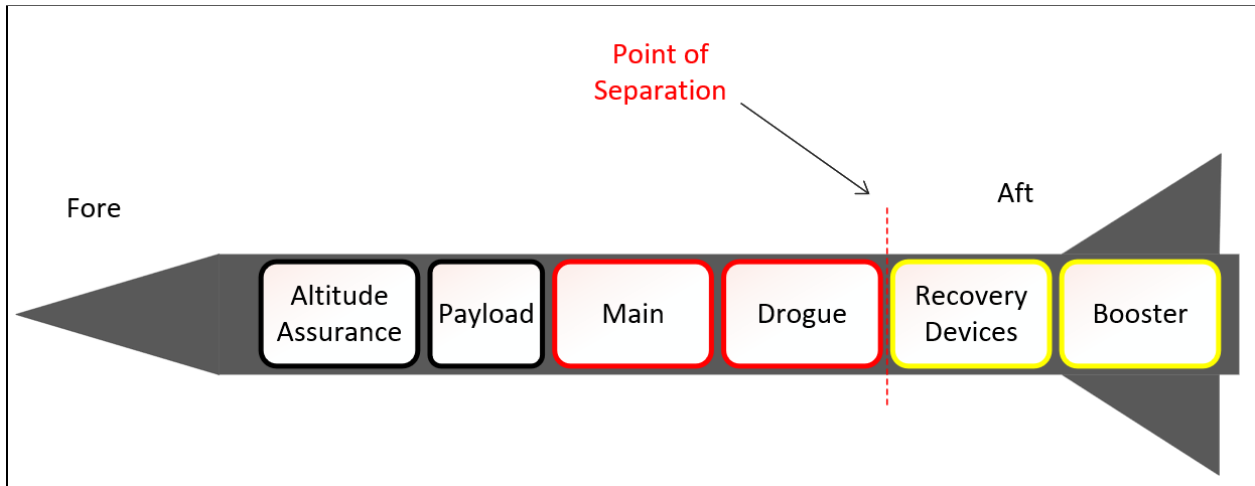 Point of
Separation
Fore
Aft
Altitude
Assurance
Payload
Main
Drogue
Recovery
Devices
Booster